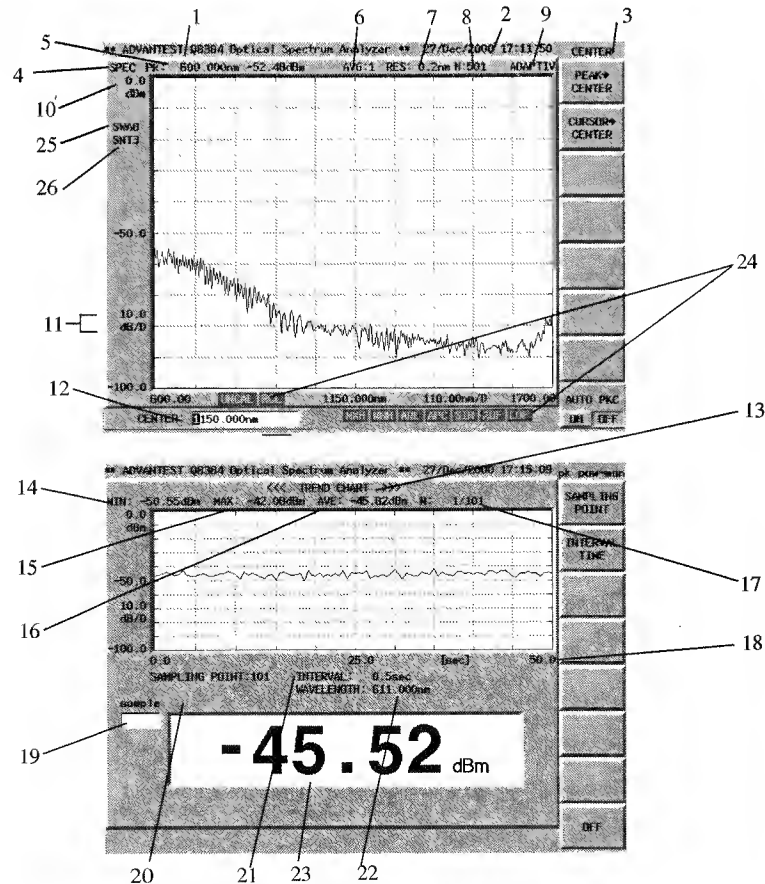 1 6 7 8 2 9 3
5
4
** ADVANTEST Q8384 Optical Spectrum Analyzer ** 27/Dec/2000 17:11:50 CENTER
SPEC PK: 600.000nm -52.48dBm AVG:1 RES: 0.2nm N:501 ADAPTIV
0.0
dBm
10
SWAB
SNT3
25
26
PEAK→
CENTER
CURSOR→
CENTER
-50.0
24
10.0
dB/D
11
-100.0
600.00 1150.000nm 110.00nm/D 1700.00
AUTO PKC
ON OFF
12
CENTER: 1150.000nm
13
** ADVANTEST Q8384 Optical Spectrum Analyzer ** 27/Dec/2000 17:15:09
<<< TREND CHART >>>
14
MIN: -50.55dBm MAX: -42.08dBm AVE: -45.82dBm N: 1/101
SAMPLING
POINT
0.0
dBm
INTERVAL
TIME
15
-50.0
17
16
10.0
dB/D
-100.0
18
0.0 25.0 [sec] 50.0
SAMPLING POINT:101 INTERVAL: 0.5sec
WAVELENGTH: 611.000nm
sample
19
-45.52 dBm
OFF
20 21 23 22